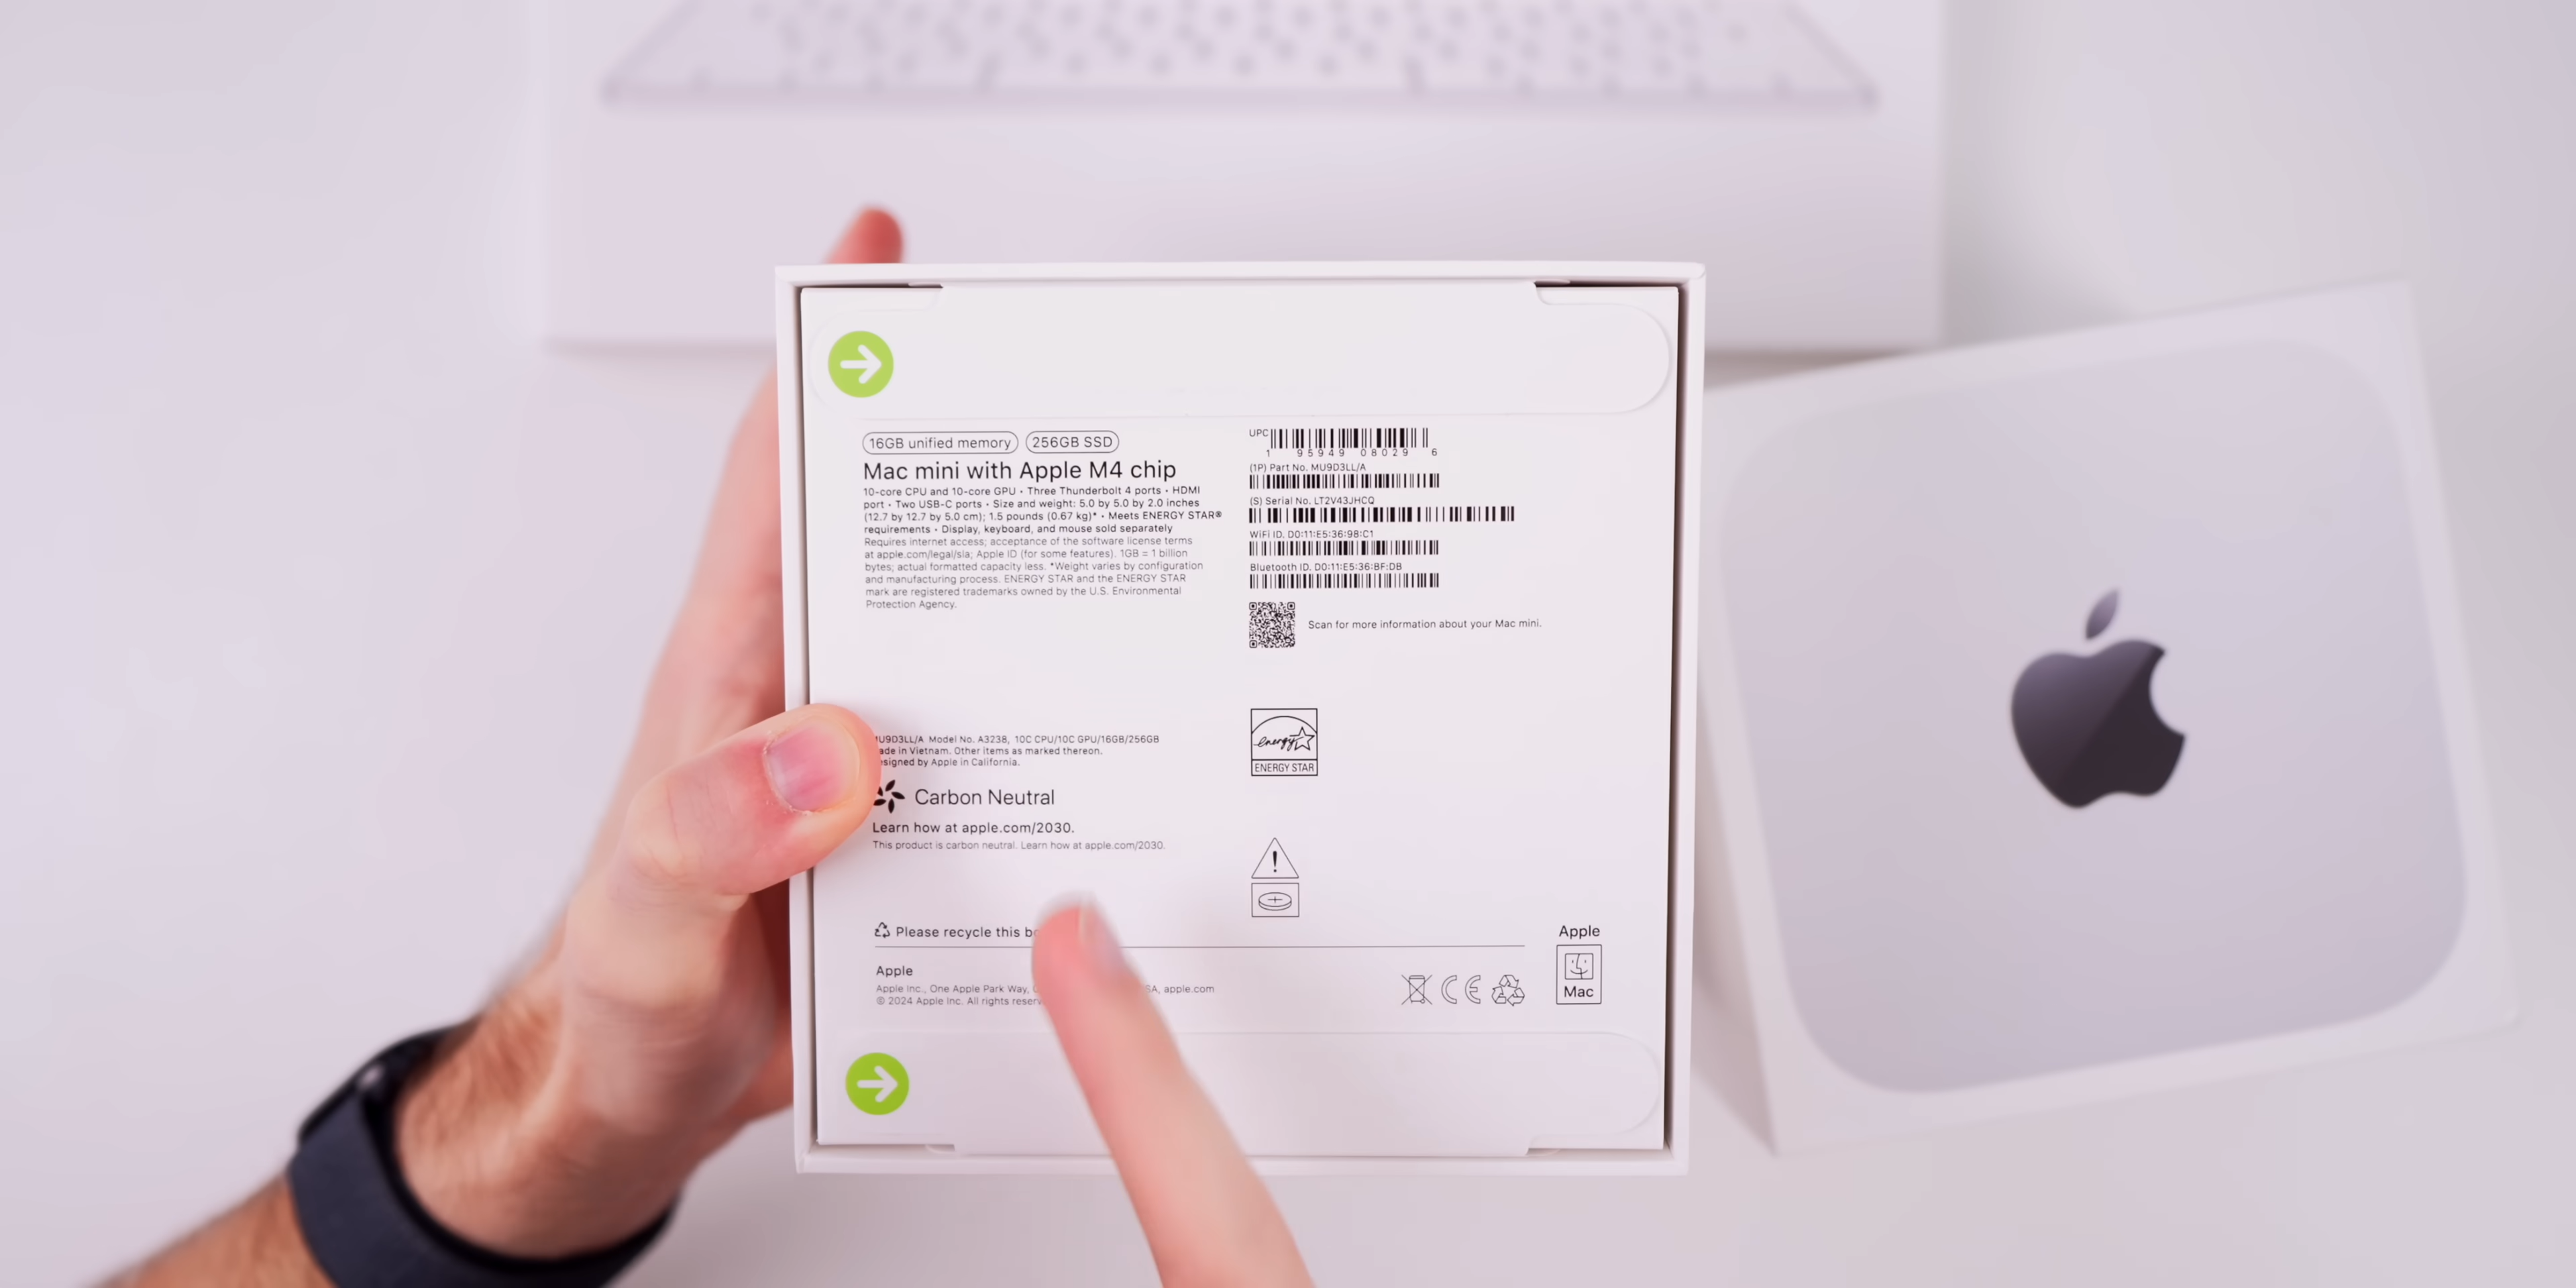 16GB unified memory 256GB SSD
Mac mini with Apple M4 chip
10-core CPU and 10-core GPU • Three Thunderbolt 4 ports • HDMI
port • Two USB-C ports • Size and weight: 5.0 by 5.0 by 2.0 inches
(12.7 by 12.7 by 5.0 cm); 1.5 pounds (0.67 kg)* • Meets ENERGY STAR®
requirements • Display, keyboard, and mouse sold separately
Requires internet access; acceptance of the software license terms
at apple.com/legal/sla; Apple ID (for some features). 1GB = 1 billion
bytes; actual formatted capacity less. *Weight varies by configuration
and manufacturing process. ENERGY STAR and the ENERGY STAR
mark are registered trademarks owned by the U.S. Environmental
Protection Agency.
UPC
1 95949 08029 6
(1P) Part No. MU9D3LL/A
(S) Serial No. LT2V43JHCQ
WiFi ID. D0:11:E5:36:98:C1
Bluetooth ID. D0:11:E5:36:BF:DB
Scan for more information about your Mac mini.
U9D3LL/A Model No. A3238, 10C CPU/10C GPU/16GB/256GB
ade in Vietnam. Other items as marked thereon.
signed by Apple in California.
Carbon Neutral
Learn how at apple.com/2030.
This product is carbon neutral. Learn how at apple.com/2030.
energy
ENERGY STAR
Please recycle this
Apple
Apple Inc., One Apple Park Way, SA, apple.com
© 2024 Apple Inc. All rights
CE
Apple
Mac